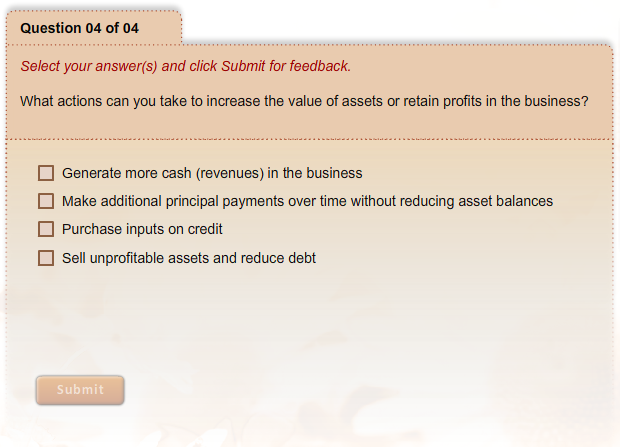 Question 04 of 04
Select your answer(s) and click Submit for feedback.
What actions can you take to increase the value of assets or retain profits in the business?
Generate more cash (revenues) in the business
Make additional principal payments over time without reducing asset balances
Purchase inputs on credit
Sell unprofitable assets and reduce debt
Submit